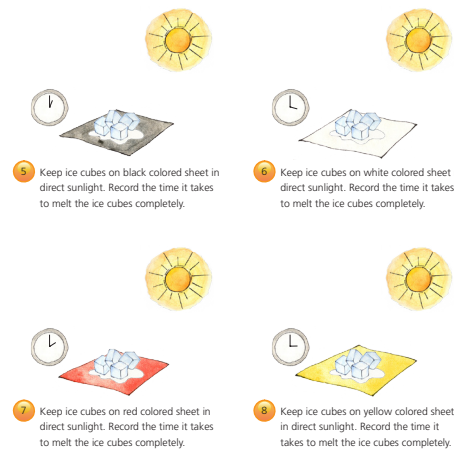 5 Keep ice cubes on black colored sheet in
direct sunlight. Record the time it takes
to melt the ice cubes completely.
6 Keep ice cubes on white colored sheet
direct sunlight. Record the time it takes
to melt the ice cubes completely.
7 Keep ice cubes on red colored sheet in
direct sunlight. Record the time it takes
to melt the ice cubes completely.
8 Keep ice cubes on yellow colored sheet
in direct sunlight. Record the time it
takes to melt the ice cubes completely.